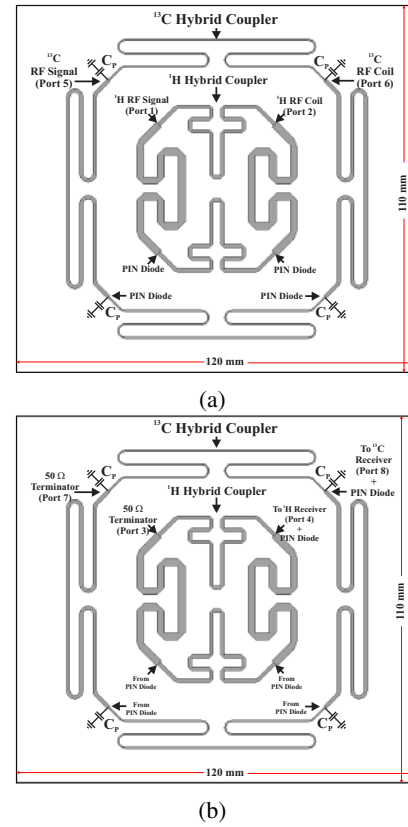 ¹³C Hybrid Coupler
¹³C
RF Signal
(Port 5)
C_P
C_P
¹³C
RF Coil
(Port 6)
¹H Hybrid Coupler
¹H RF Signal
(Port 1)
¹H RF Coil
(Port 2)
PIN Diode
PIN Diode
PIN Diode
PIN Diode
C_P
C_P
110 mm
120 mm
(a)
¹³C Hybrid Coupler
C_P
C_P
To ¹³C
Receiver
(Port 8)
+
PIN Diode
50 Ω
Terminator
(Port 7)
¹H Hybrid Coupler
50 Ω
Terminator
(Port 3)
To ¹H Receiver
(Port 4)
+
PIN Diode
From
PIN Diode
From
PIN Diode
From
PIN Diode
From
PIN Diode
C_P
C_P
110 mm
120 mm
(b)